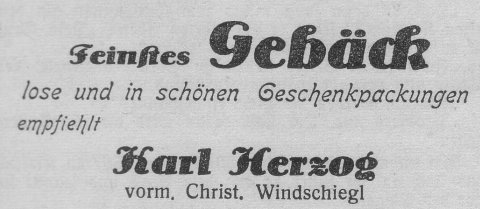 Feinstes Gebäck
lose und in schönen Geschenkpackungen
empfiehlt
Karl Herzog
vorm. Christ. Windschiegl